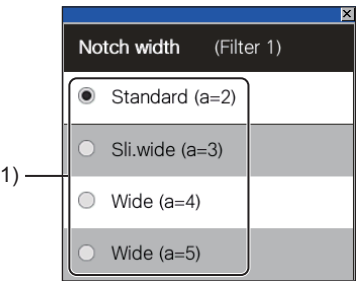 Notch width (Filter 1)
Standard (a=2)
Sli.wide (a=3)
1)
Wide (a=4)
Wide (a=5)